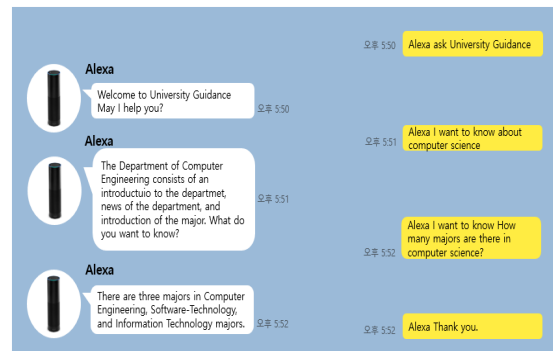 오후 5:50
Alexa ask University Guidance
Alexa
Welcome to University Guidance
May I help you?
오후 5:50
오후 5:51
Alexa I want to know about
computer science
Alexa
The Department of Computer
Engineering consists of an
introductuio to the departmet,
news of the department, and
introduction of the major. What do
you want to know?
오후 5:51
오후 5:52
Alexa I want to know How
many majors are there in
computer science?
Alexa
There are three majors in Computer
Engineering, Software-Technology,
and Information Technology majors.
오후 5:52
오후 5:52
Alexa Thank you.